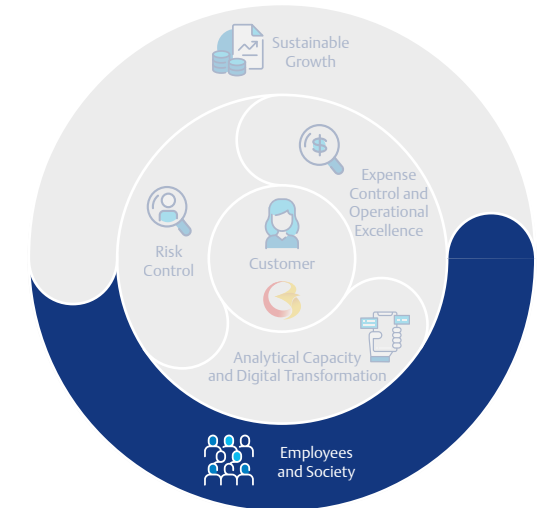 Sustainable
Growth
Expense
Control and
Operational
Excellence
Risk
Control
Customer
Analytical Capacity
and Digital Transformation
Employees
and Society